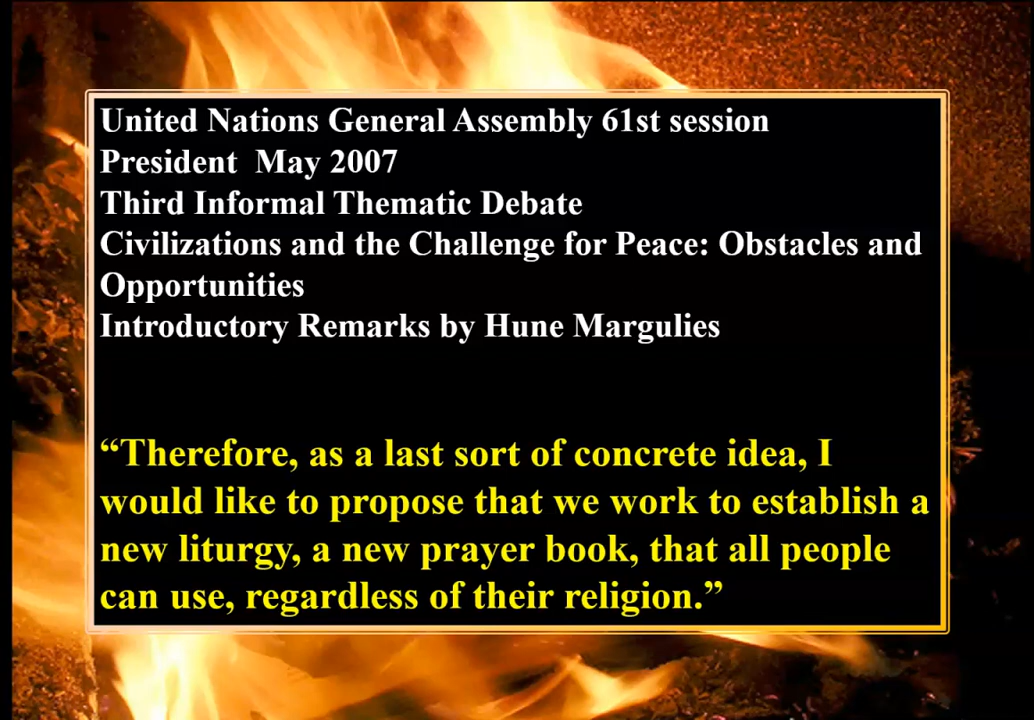 United Nations General Assembly 61st session
President  May 2007
Third Informal Thematic Debate
Civilizations and the Challenge for Peace: Obstacles and
Opportunities
Introductory Remarks by Hune Margulies
“Therefore, as a last sort of concrete idea, I
would like to propose that we work to establish a
new liturgy, a new prayer book, that all people
can use, regardless of their religion.”